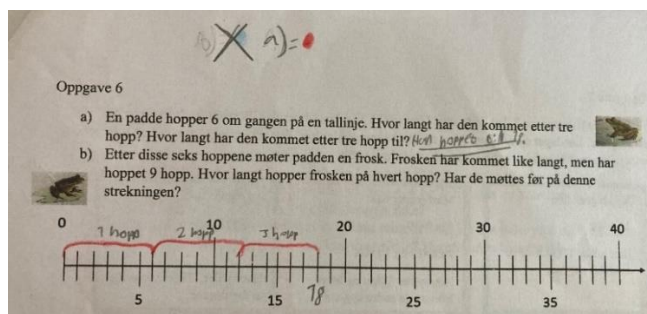 B) a)=
Oppgave 6
a) En padde hopper 6 om gangen på en tallinje. Hvor langt har den kommet etter tre
hopp? Hvor langt har den kommet etter tre hopp til? Hun hoppet til
b) Etter disse seks hoppene møter padden en frosk. Frosken har kommet like langt, men har
hoppet 9 hopp. Hvor langt hopper frosken på hvert hopp? Har de møttes før på denne
strekningen?
0 10 20 30 40
1 hopp 2 hopp 3 hopp
5 15 18 25 35